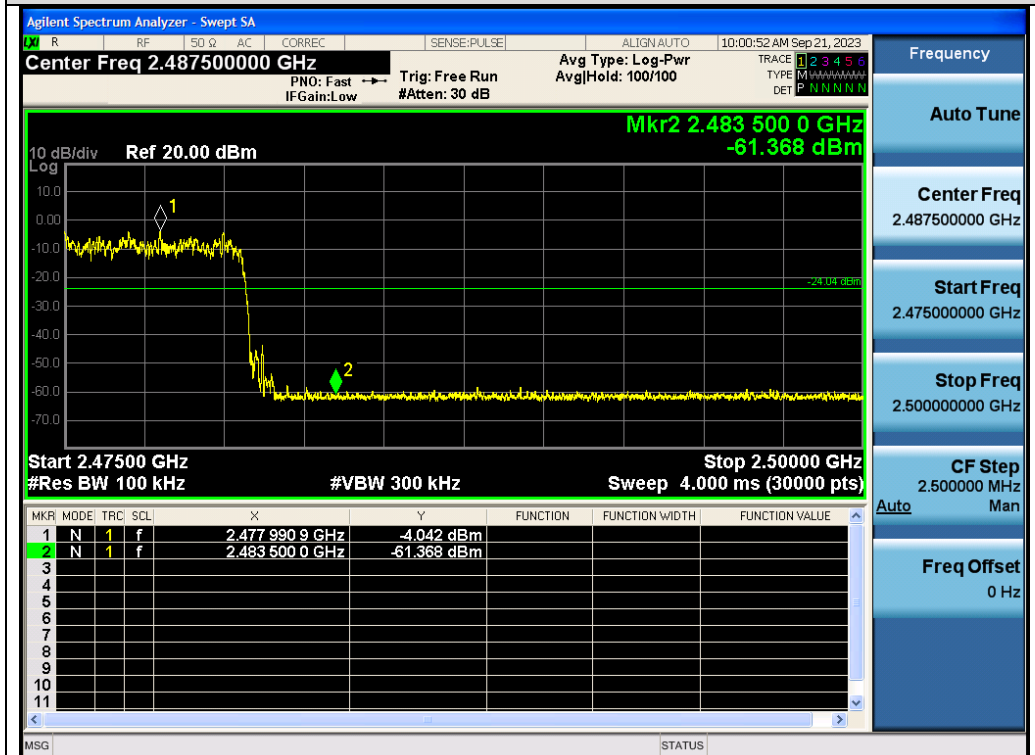 Agilent Spectrum Analyzer - Swept SA
LXI R RF 50 Ω AC CORREC SENSE:PULSE ALIGN AUTO 10:00:52 AM Sep 21, 2023
Center Freq 2.487500000 GHz
PNO: Fast
IFGain:Low
Trig: Free Run
#Atten: 30 dB
Avg Type: Log-Pwr
Avg|Hold: 100/100
TRACE 1 2 3 4 5 6
TYPE M
DET P N N N N N
Mkr2 2.483 500 0 GHz
-61.368 dBm
10 dB/div Ref 20.00 dBm
Log
10.0
0.00
-10.0
-20.0
-30.0
-40.0
-50.0
-60.0
-70.0
1
-24.04 dBm
2
Start 2.47500 GHz Stop 2.50000 GHz
#Res BW 100 kHz #VBW 300 kHz Sweep 4.000 ms (30000 pts)
MKR MODE TRC SCL X Y FUNCTION FUNCTION WIDTH FUNCTION VALUE
1 N 1 f 2.477 990 9 GHz -4.042 dBm
2 N 1 f 2.483 500 0 GHz -61.368 dBm
3
4
5
6
7
8
9
10
11
MSG STATUS
Frequency
Auto Tune
Center Freq
2.487500000 GHz
Start Freq
2.475000000 GHz
Stop Freq
2.500000000 GHz
CF Step
2.500000 MHz
Auto Man
Freq Offset
0 Hz